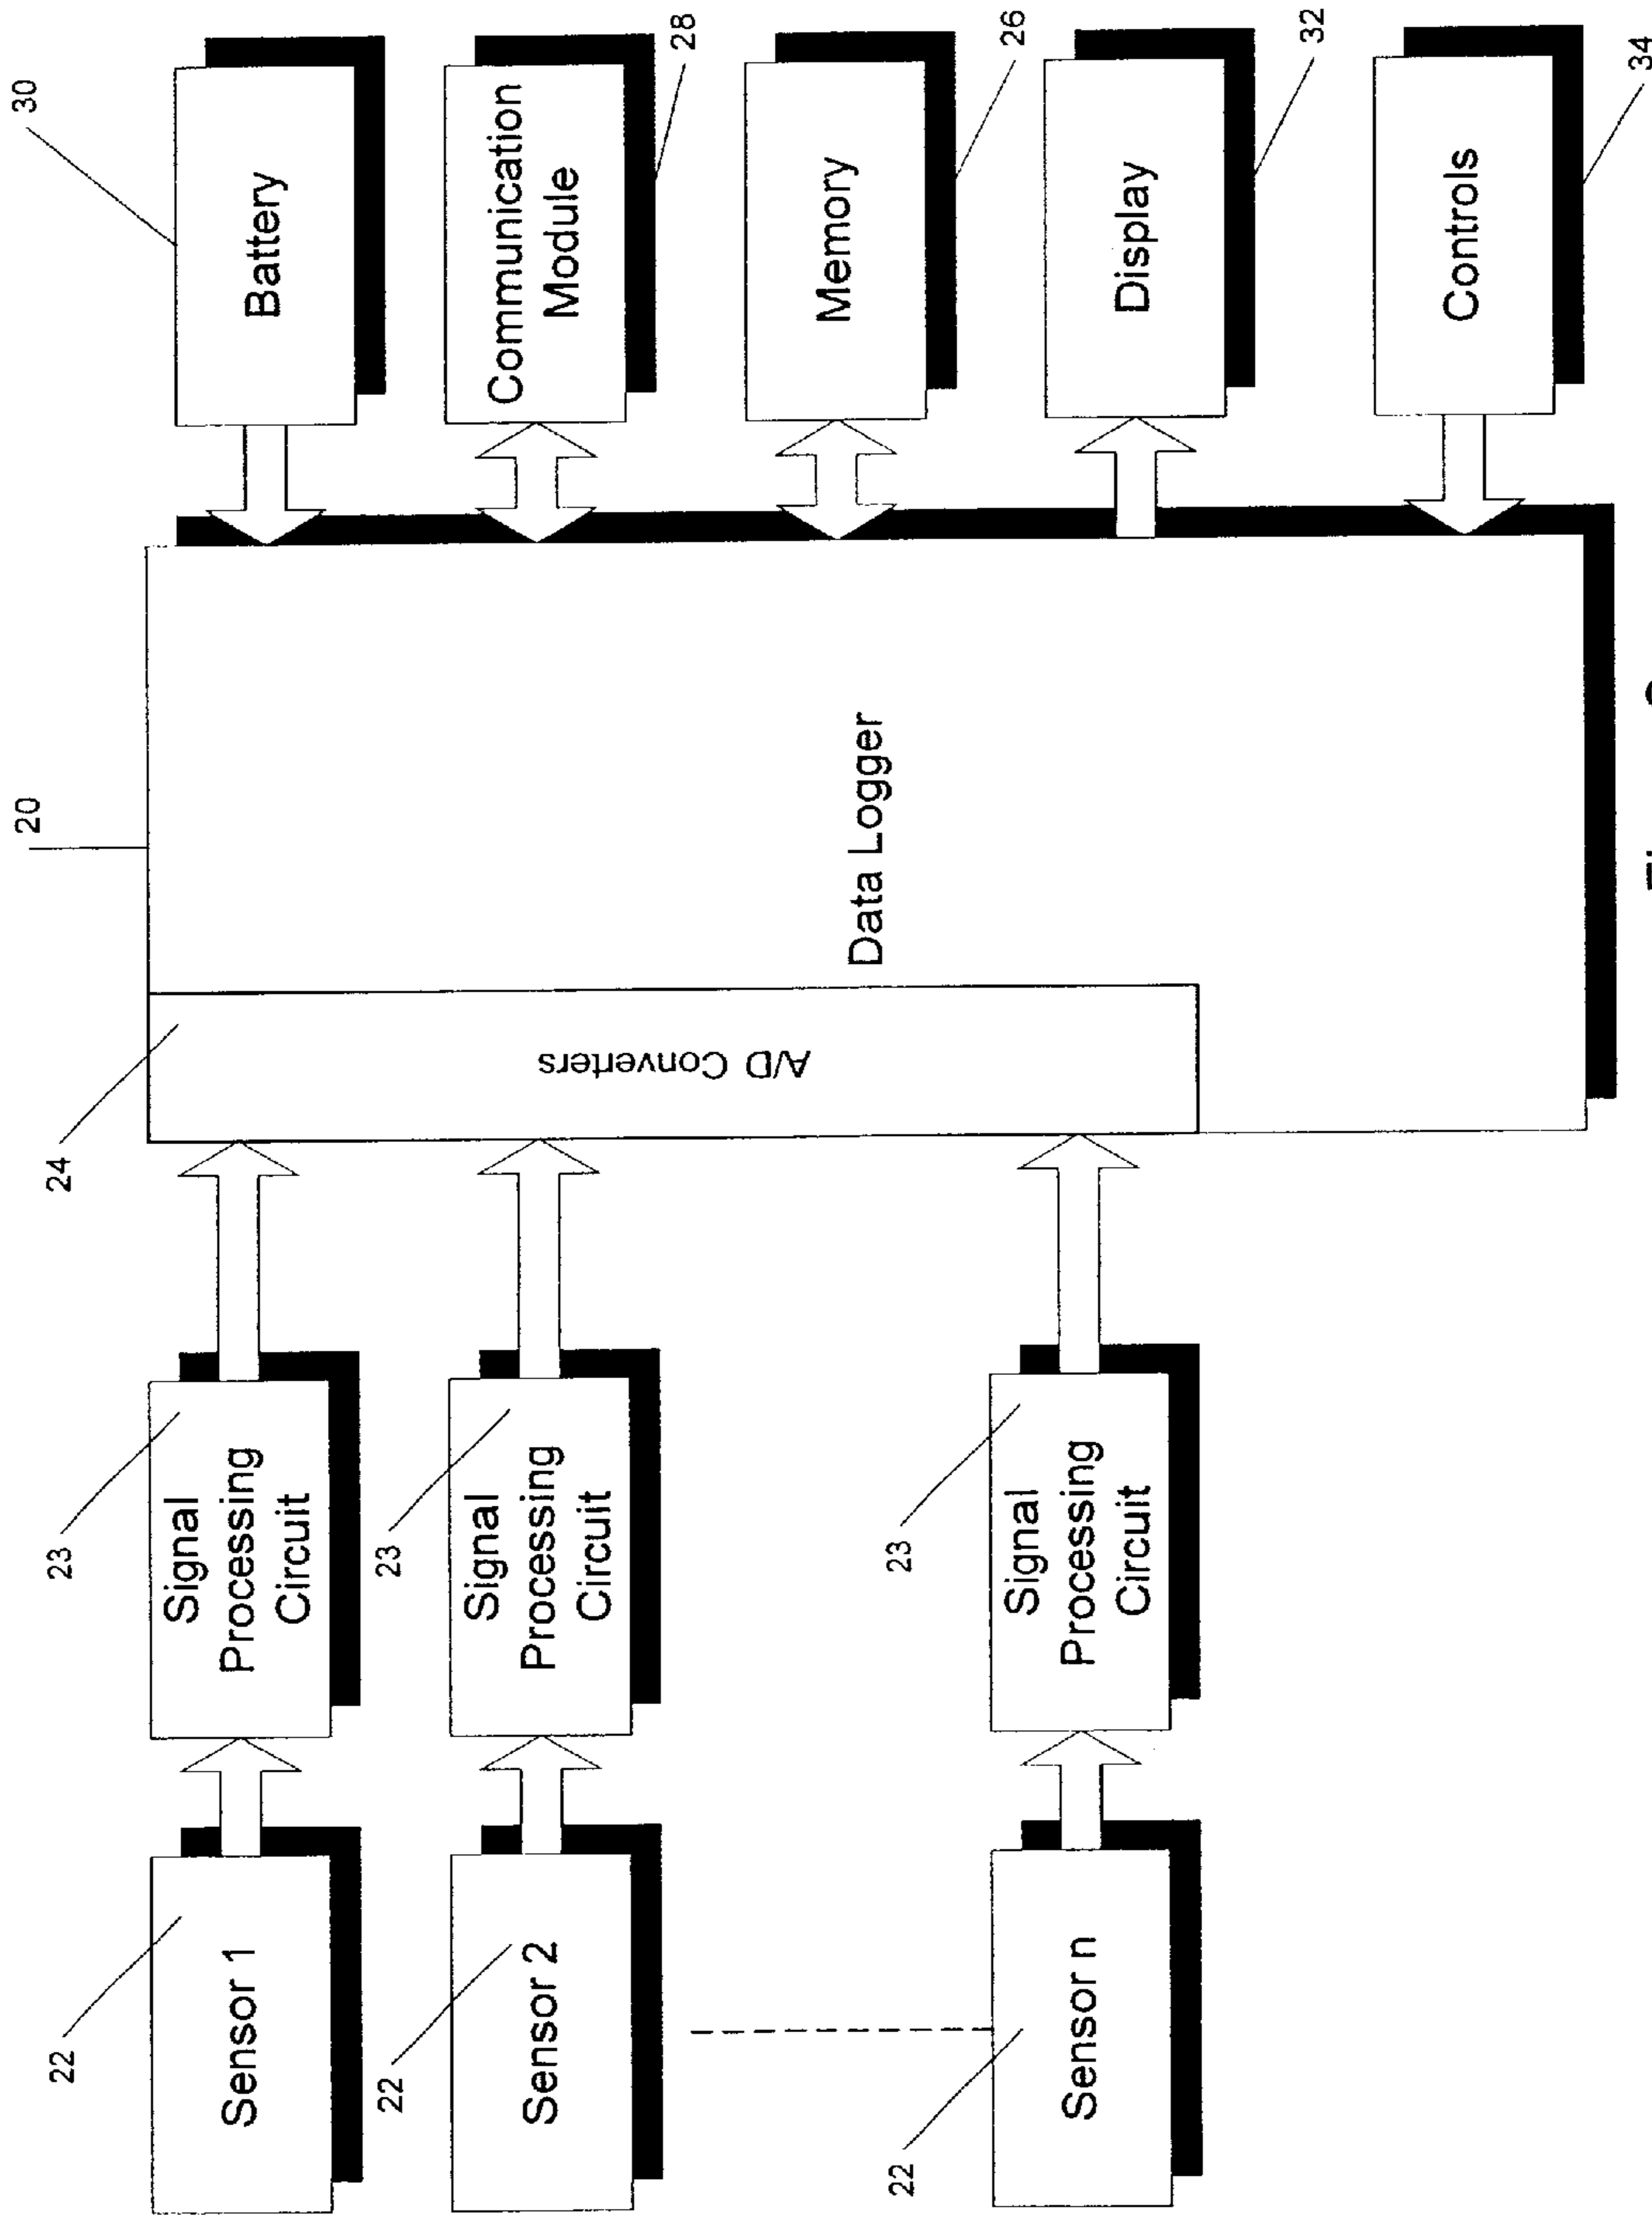 20
30
24
23
22
Sensor 1
Signal
Processing
Circuit
A/D Converters
Data Logger
Battery
22
Sensor 2
23
Signal
Processing
Circuit
Communication
Module
28
Memory
26
22
Sensor n
23
Signal
Processing
Circuit
Display
32
Controls
34